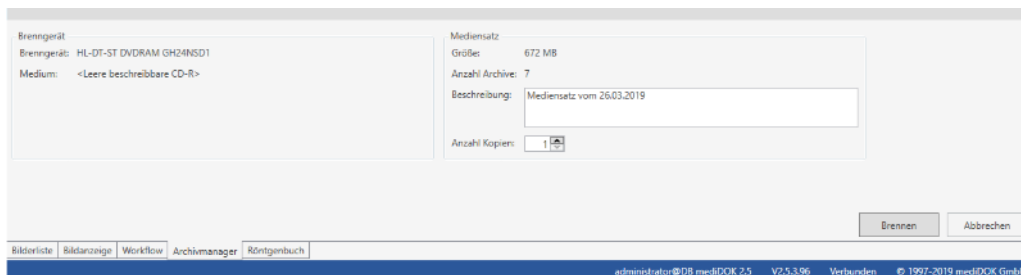 Brenngerät
Brenngerät: HL-DT-ST DVDRAM GH24NSD1
Medium: <Leere beschreibbare CD-R>
Mediensatz
Größe: 672 MB
Anzahl Archive: 7
Beschreibung: Mediensatz vom 26.03.2019
Anzahl Kopien: 1
Brennen Abbrechen
Bilderliste Bildanzeige Workflow Archivmanager Röntgenbuch
administrator@DB mediDOK 2.5 V2.5.3.96 Verbunden © 1997-2019 mediDOK GmbH